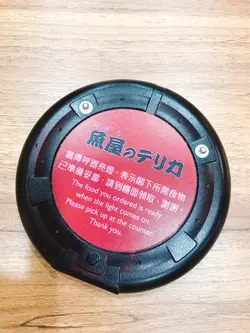 魚屋のデリカ
當傳呼器亮燈，表示閣下所需食物
已準備妥當，請到櫃面領取，謝謝。
The food you ordered is ready
when the light comes on.
Please pick up at the counter.
Thank you.